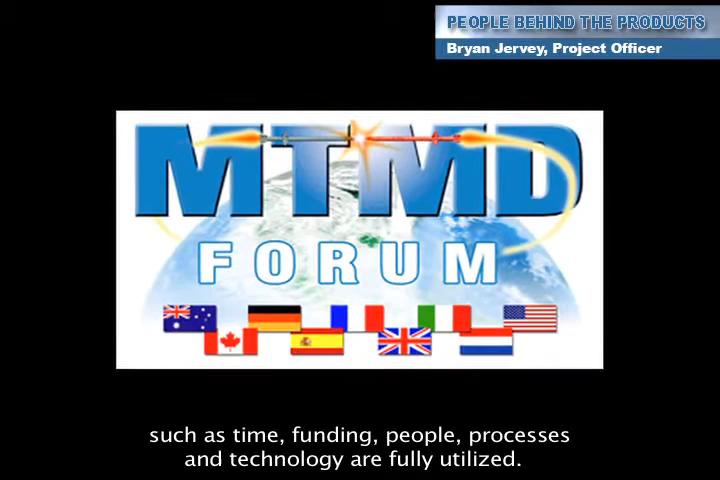 PEOPLE BEHIND THE PRODUCTS
Bryan Jervey, Project Officer
MTMD
FORUM
such as time, funding, people, processes
and technology are fully utilized.